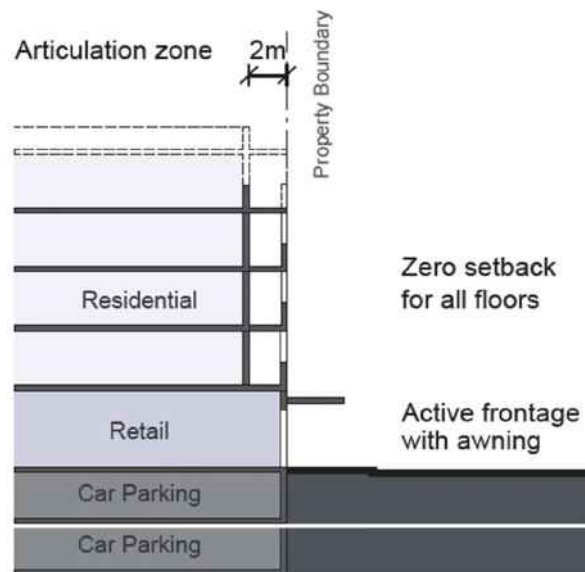 Articulation zone
2m
Property Boundary
Residential
Zero setback
for all floors
Retail
Active frontage
with awning
Car Parking
Car Parking